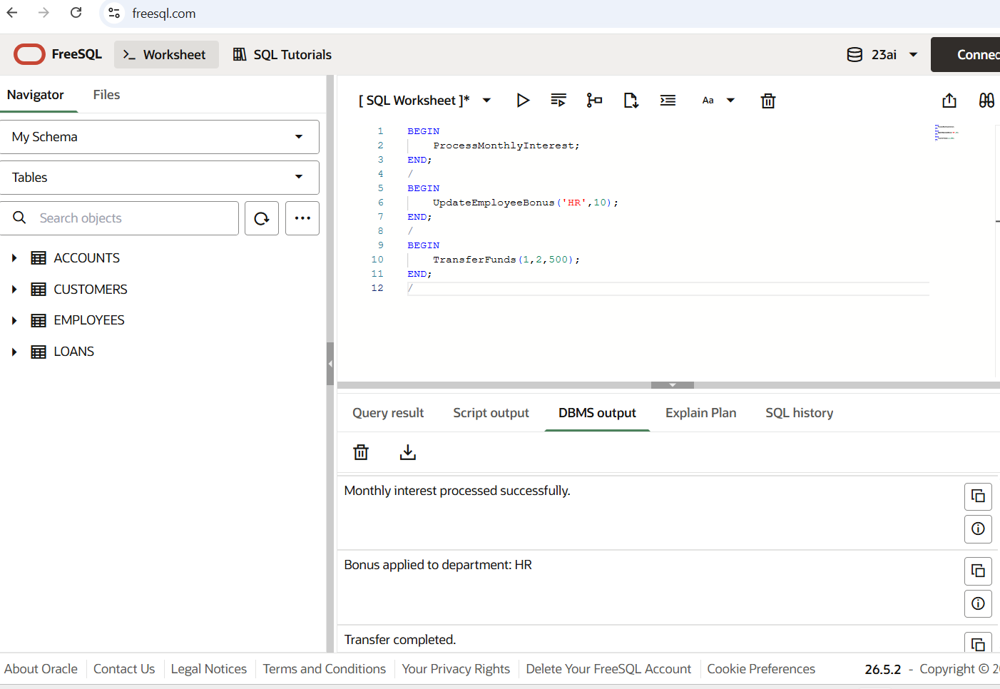 freesql.com
FreeSQL
Worksheet
SQL Tutorials
23ai
Navigator
Files
My Schema
Tables
Search objects
ACCOUNTS
CUSTOMERS
EMPLOYEES
LOANS
[ SQL Worksheet ]*
Aa
1 BEGIN
2 ProcessMonthlyInterest;
3 END;
4 /
5 BEGIN
6 UpdateEmployeeBonus('HR',10);
7 END;
8 /
9 BEGIN
10 TransferFunds(1,2,500);
11 END;
12 /
Query result
Script output
DBMS output
Explain Plan
SQL history
Monthly interest processed successfully.
Bonus applied to department: HR
Transfer completed.
About Oracle
Contact Us
Legal Notices
Terms and Conditions
Your Privacy Rights
Delete Your FreeSQL Account
Cookie Preferences
26.5.2 - Copyright ©